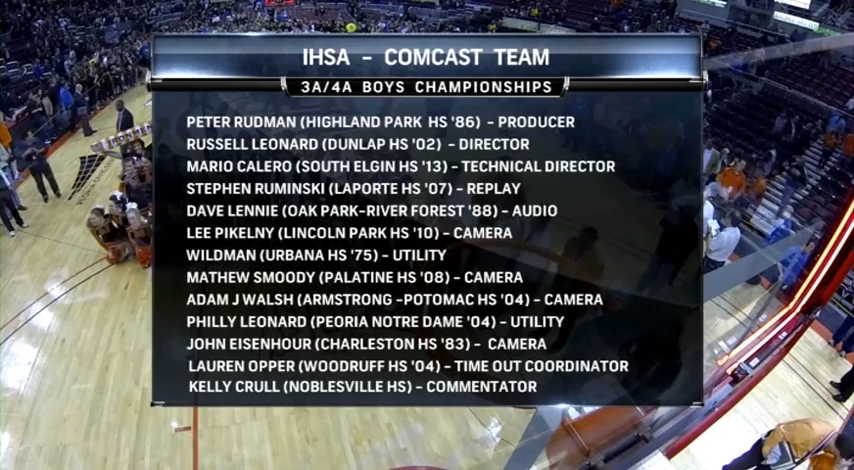 IHSA - COMCAST TEAM
3A/4A BOYS CHAMPIONSHIPS
PETER RUDMAN (HIGHLAND PARK HS '86) - PRODUCER
RUSSELL LEONARD (DUNLAP HS '02) - DIRECTOR
MARIO CALERO (SOUTH ELGIN HS '13) - TECHNICAL DIRECTOR
STEPHEN RUMINSKI (LAPORTE HS '07) - REPLAY
DAVE LENNIE (OAK PARK-RIVER FOREST '88) - AUDIO
LEE PIKELNY (LINCOLN PARK HS '10) - CAMERA
WILDMAN (URBANA HS '75) - UTILITY
MATHEW SMOODY (PALATINE HS '08) - CAMERA
ADAM J WALSH (ARMSTRONG -POTOMAC HS '04) - CAMERA
PHILLY LEONARD (PEORIA NOTRE DAME '04) - UTILITY
JOHN EISENHOUR (CHARLESTON HS '83) - CAMERA
LAUREN OPPER (WOODRUFF HS '04) - TIME OUT COORDINATOR
KELLY CRULL (NOBLESVILLE HS) - COMMENTATOR